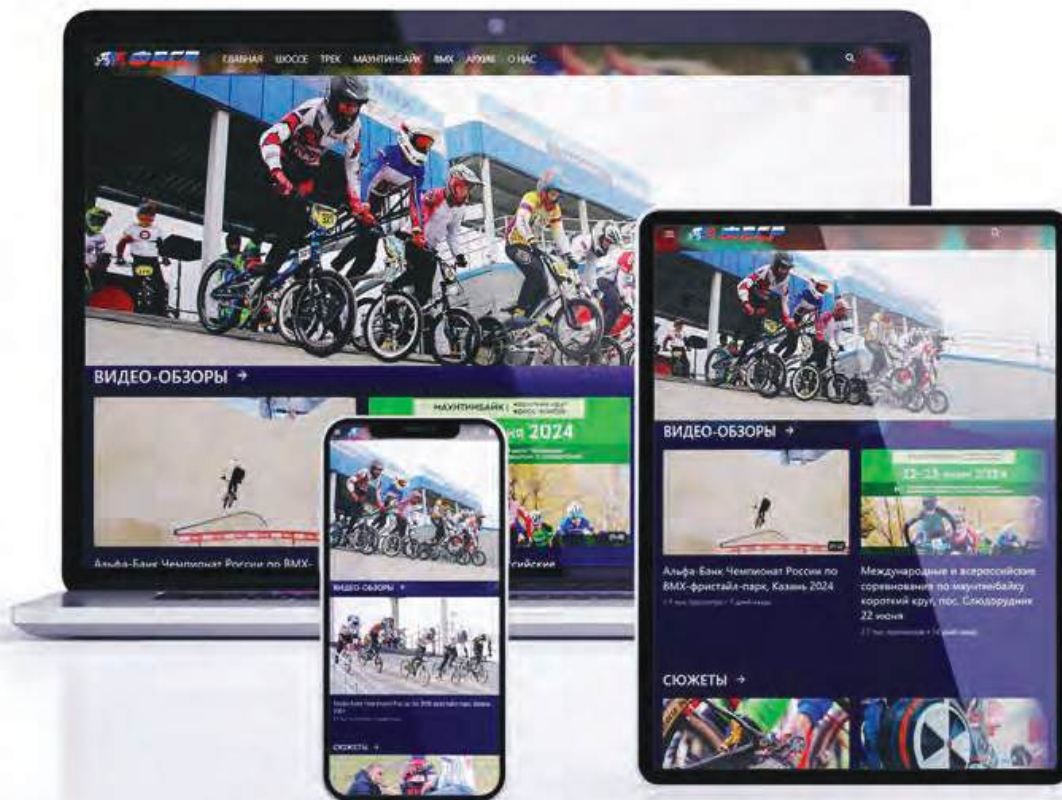 ФВСР
ГЛАВНАЯ ШОССЕ ТРЕК МАУНТИНБАЙК BMX АРХИВ О НАС
ВИДЕО-ОБЗОРЫ →
МАУНТИНБАЙК
2024
Альфа-Банк Чемпионат России по BMX-
ВИДЕО-ОБЗОРЫ
СЮЖЕТЫ
ВИДЕО-ОБЗОРЫ →
2024
Альфа-Банк Чемпионат России по
BMX-фристайл-парк, Казань 2024
Международные и всероссийские
соревнования по маунтинбайку
короткий круг, пос. Слюдорудник
22 июня
СЮЖЕТЫ →